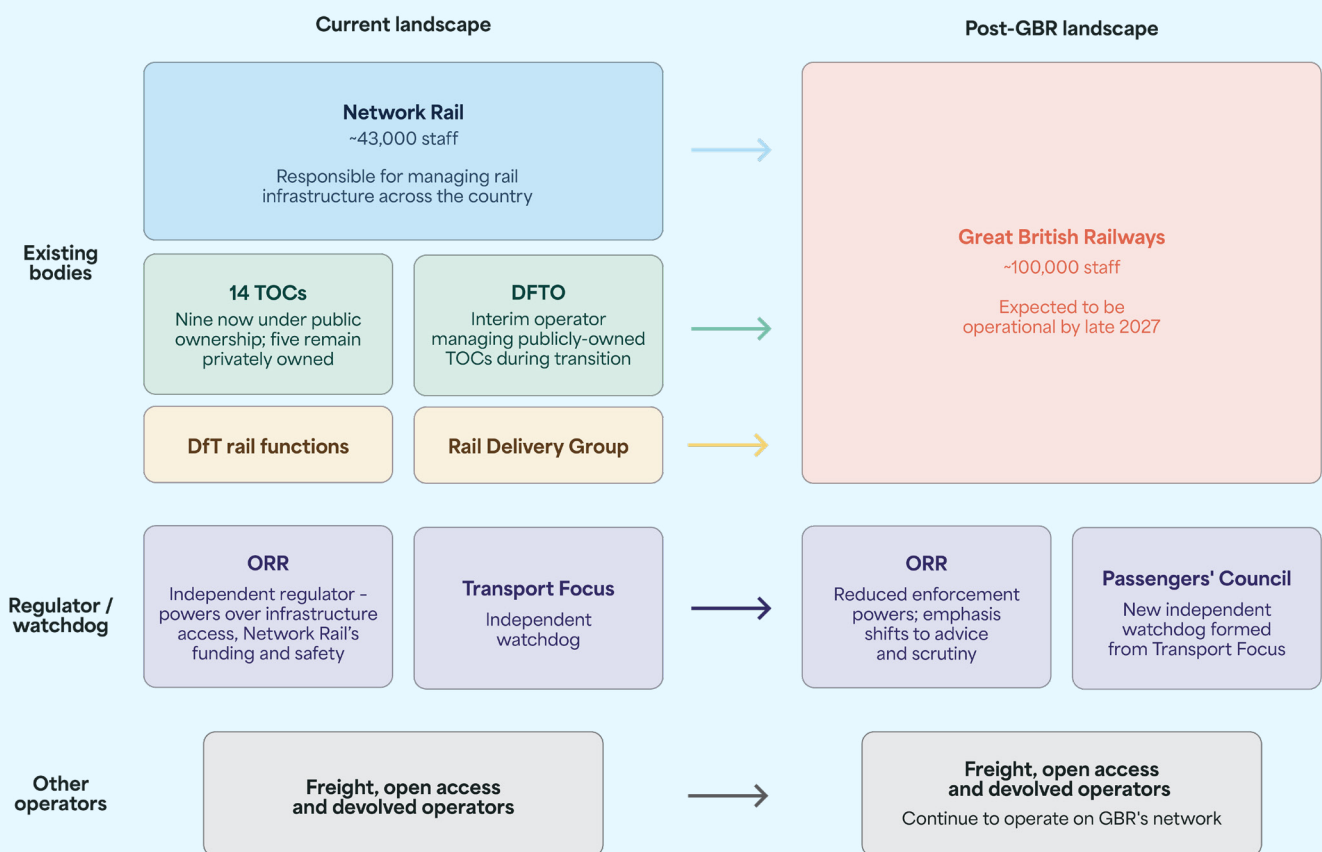 Current landscape
Post-GBR landscape
Existing
bodies
Network Rail
~43,000 staff
Responsible for managing rail
infrastructure across the country
14 TOCs
Nine now under public
ownership; five remain
privately owned
DFTO
Interim operator
managing publicly-owned
TOCs during transition
DfT rail functions
Rail Delivery Group
Great British Railways
~100,000 staff
Expected to be
operational by late 2027
Regulator /
watchdog
ORR
Independent regulator –
powers over infrastructure
access, Network Rail's
funding and safety
Transport Focus
Independent
watchdog
ORR
Reduced enforcement
powers; emphasis
shifts to advice
and scrutiny
Passengers' Council
New independent
watchdog formed
from Transport Focus
Other
operators
Freight, open access
and devolved operators
Freight, open access
and devolved operators
Continue to operate on GBR's network